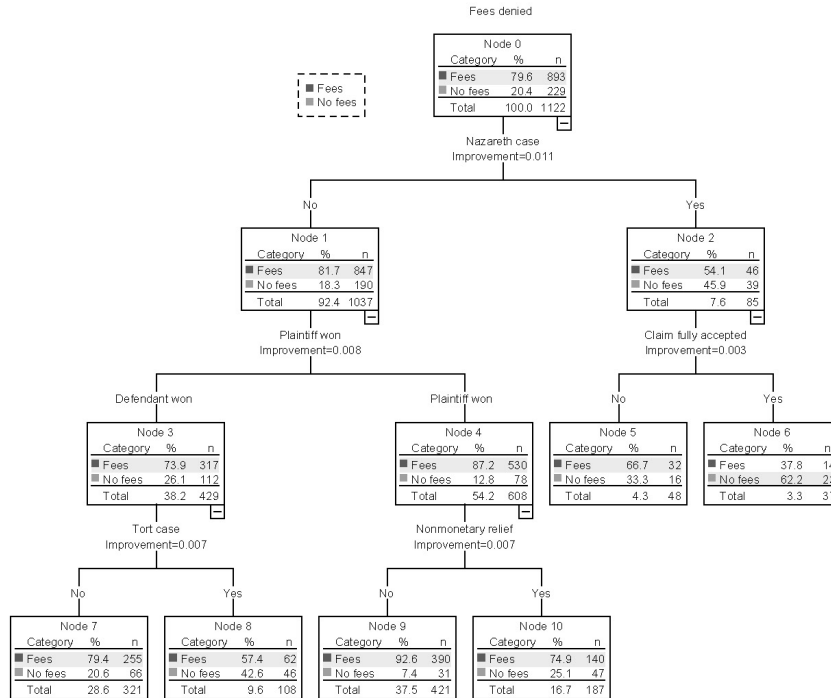 Fees denied
Node 0
Category % n
Fees 79.6 893
No fees 20.4 229
Total 100.0 1122
Fees
No fees
Nazareth case
Improvement=0.011
No
Yes
Node 1
Category % n
Fees 81.7 847
No fees 18.3 190
Total 92.4 1037
Node 2
Category % n
Fees 54.1 46
No fees 45.9 39
Total 7.6 85
Plaintiff won
Improvement=0.008
Claim fully accepted
Improvement=0.003
Defendant won
Plaintiff won
No
Yes
Node 3
Category % n
Fees 73.9 317
No fees 26.1 112
Total 38.2 429
Node 4
Category % n
Fees 87.2 530
No fees 12.8 78
Total 54.2 608
Node 5
Category % n
Fees 66.7 32
No fees 33.3 16
Total 4.3 48
Node 6
Category % n
Fees 37.8
No fees 62.2
Total 3.3
Tort case
Improvement=0.007
Nonmonetary relief
Improvement=0.007
No
Yes
No
Yes
Node 7
Category % n
Fees 79.4 255
No fees 20.6 66
Total 28.6 321
Node 8
Category % n
Fees 57.4 62
No fees 42.6 46
Total 9.6 108
Node 9
Category % n
Fees 92.6 390
No fees 7.4 31
Total 37.5 421
Node 10
Category % n
Fees 74.9 140
No fees 25.1 47
Total 16.7 187